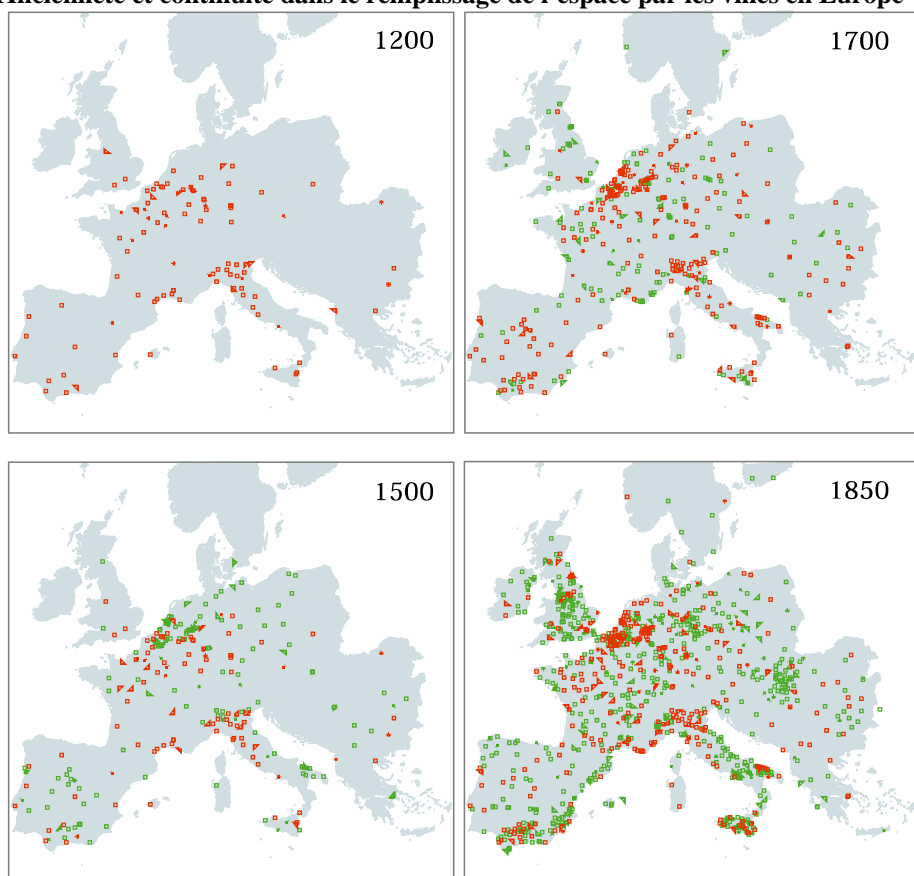 Ancienneté et continuité dans le remplissage de l'espace par les villes en Europe
1200
1700
1500
1850